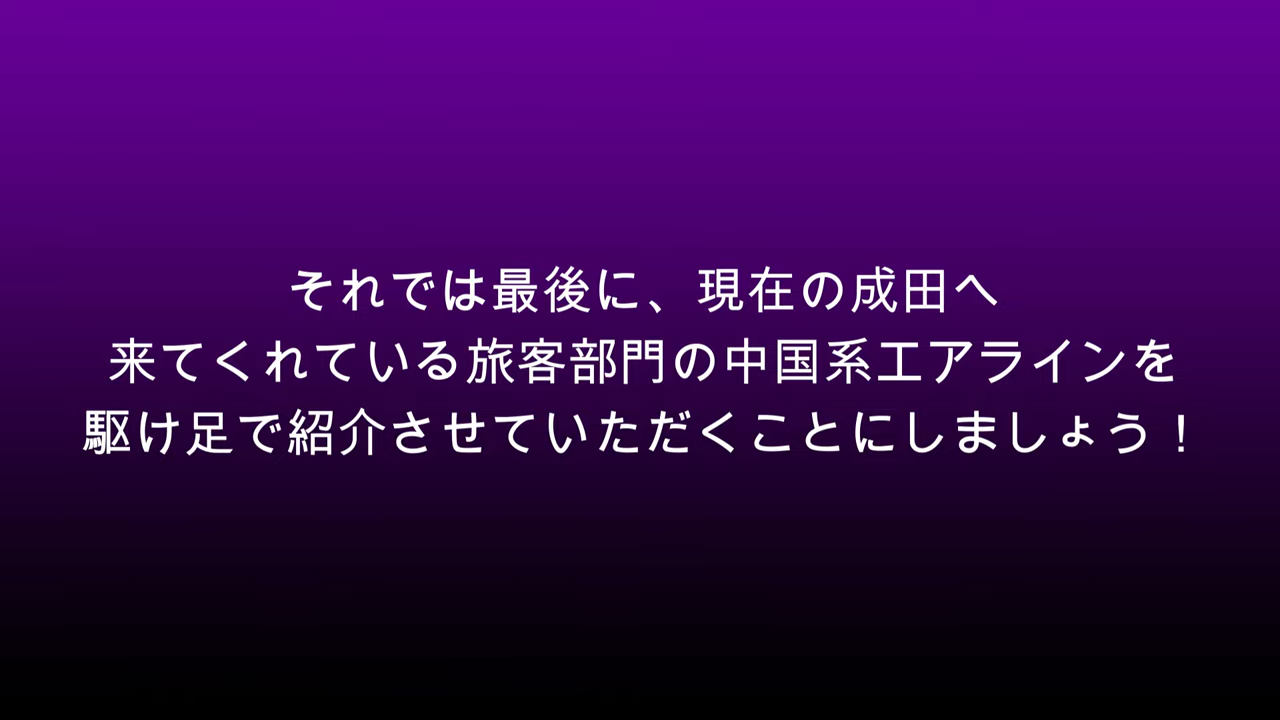 それでは最後に、現在の成田へ
来てくれている旅客部門の中国系エアラインを
駆け足で紹介させていただくことにしましょう！